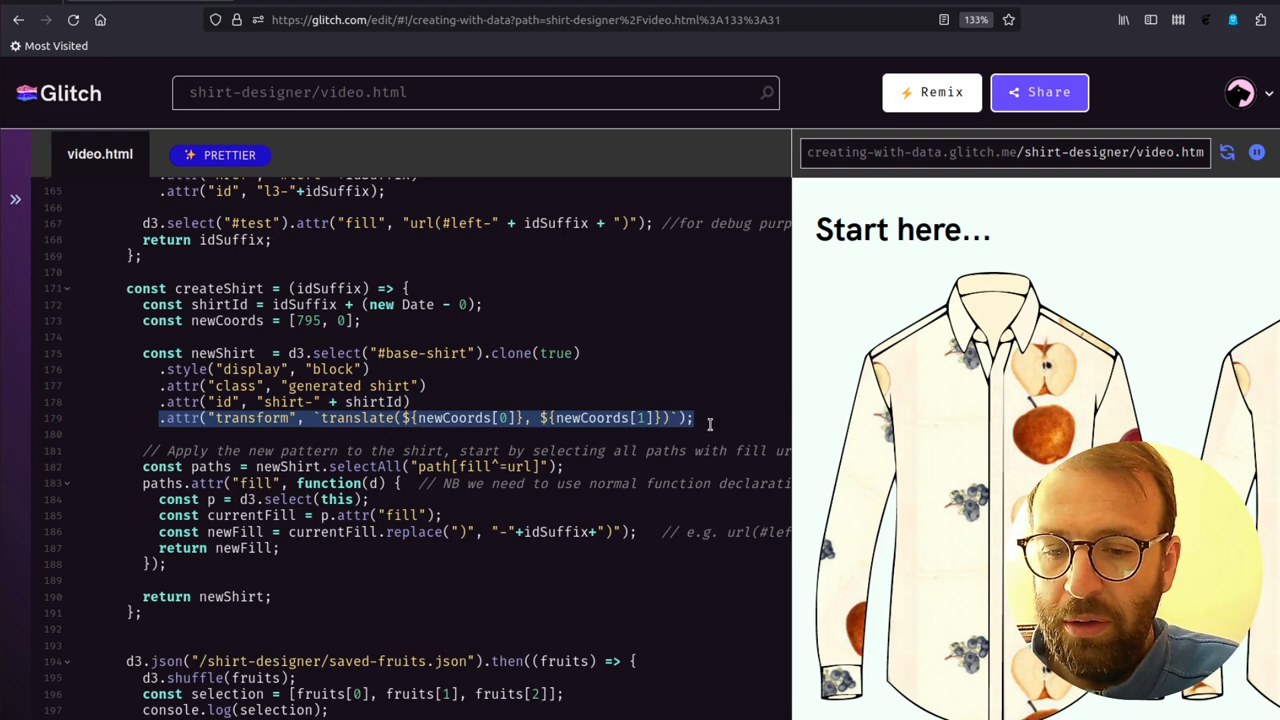 https://glitch.com/edit/#!/creating-with-data?path=shirt-designer%2Fvideo.html%3A133%3A31
133%
Most Visited
Glitch
shirt-designer/video.html
Remix
Share
video.html
PRETTIER
creating-with-data.glitch.me/shirt-designer/video.htm
165 .attr("id", "l3-"+idSuffix);
166
167 d3.select("#test").attr("fill", "url(#left-" + idSuffix + ")"); //for debug purp
168 return idSuffix;
169 };
170
171 const createShirt = (idSuffix) => {
172 const shirtId = idSuffix + (new Date - 0);
173 const newCoords = [795, 0];
174
175 const newShirt  = d3.select("#base-shirt").clone(true)
176 .style("display", "block")
177 .attr("class", "generated shirt")
178 .attr("id", "shirt-" + shirtId)
179 .attr("transform", `translate(${newCoords[0]}, ${newCoords[1]})`);
180
181 // Apply the new pattern to the shirt, start by selecting all paths with fill ur
182 const paths = newShirt.selectAll("path[fill^=url]");
183 paths.attr("fill", function(d) {  // NB we need to use normal function declarati
184 const p = d3.select(this);
185 const currentFill = p.attr("fill");
186 const newFill = currentFill.replace(")", "-"+idSuffix+")");   // e.g. url(#lef
187 return newFill;
188 });
189
190 return newShirt;
191 };
192
193
194 d3.json("/shirt-designer/saved-fruits.json").then((fruits) => {
195 d3.shuffle(fruits);
196 const selection = [fruits[0], fruits[1], fruits[2]];
197 console.log(selection);
Start here...